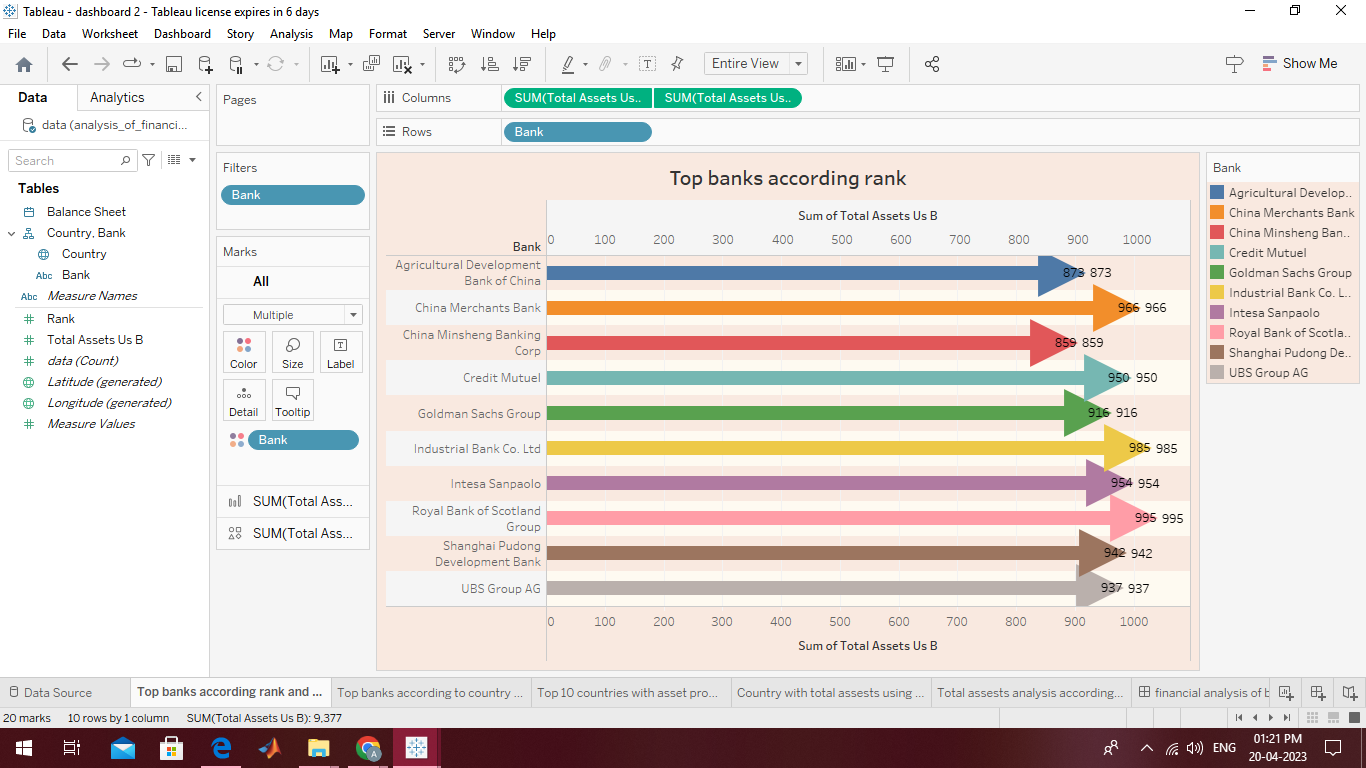 Tableau - dashboard 2 - Tableau license expires in 6 days
File Data Worksheet Dashboard Story Analysis Map Format Server Window Help
Entire View
Show Me
Data Analytics
data (analysis_of_financi...
Search
Tables
Balance Sheet
Country, Bank
Country
Abc Bank
Abc Measure Names
Rank
Total Assets Us B
data (Count)
Latitude (generated)
Longitude (generated)
Measure Values
Pages
Filters
Bank
Marks
All
Multiple
Color Size Label
Detail Tooltip
Bank
SUM(Total Ass...
SUM(Total Ass...
Columns SUM(Total Assets Us.. SUM(Total Assets Us..
Rows Bank
Top banks according rank
Sum of Total Assets Us B
0 100 200 300 400 500 600 700 800 900 1000
Bank
Agricultural Development
Bank of China
873 873
China Merchants Bank 966 966
China Minsheng Banking
Corp
859 859
Credit Mutuel 950 950
Goldman Sachs Group 916 916
Industrial Bank Co. Ltd 985 985
Intesa Sanpaolo 954 954
Royal Bank of Scotland
Group
995 995
Shanghai Pudong
Development Bank
942 942
UBS Group AG 937 937
0 100 200 300 400 500 600 700 800 900 1000
Sum of Total Assets Us B
Bank
Agricultural Develop..
China Merchants Bank
China Minsheng Ban..
Credit Mutuel
Goldman Sachs Group
Industrial Bank Co. L..
Intesa Sanpaolo
Royal Bank of Scotla..
Shanghai Pudong De..
UBS Group AG
Data Source Top banks according rank and ... Top banks according to country ... Top 10 countries with asset pro... Country with total assests using ... Total assests analysis according... financial analysis of b
20 marks 10 rows by 1 column SUM(Total Assets Us B): 9,377
ENG
01:21 PM
20-04-2023